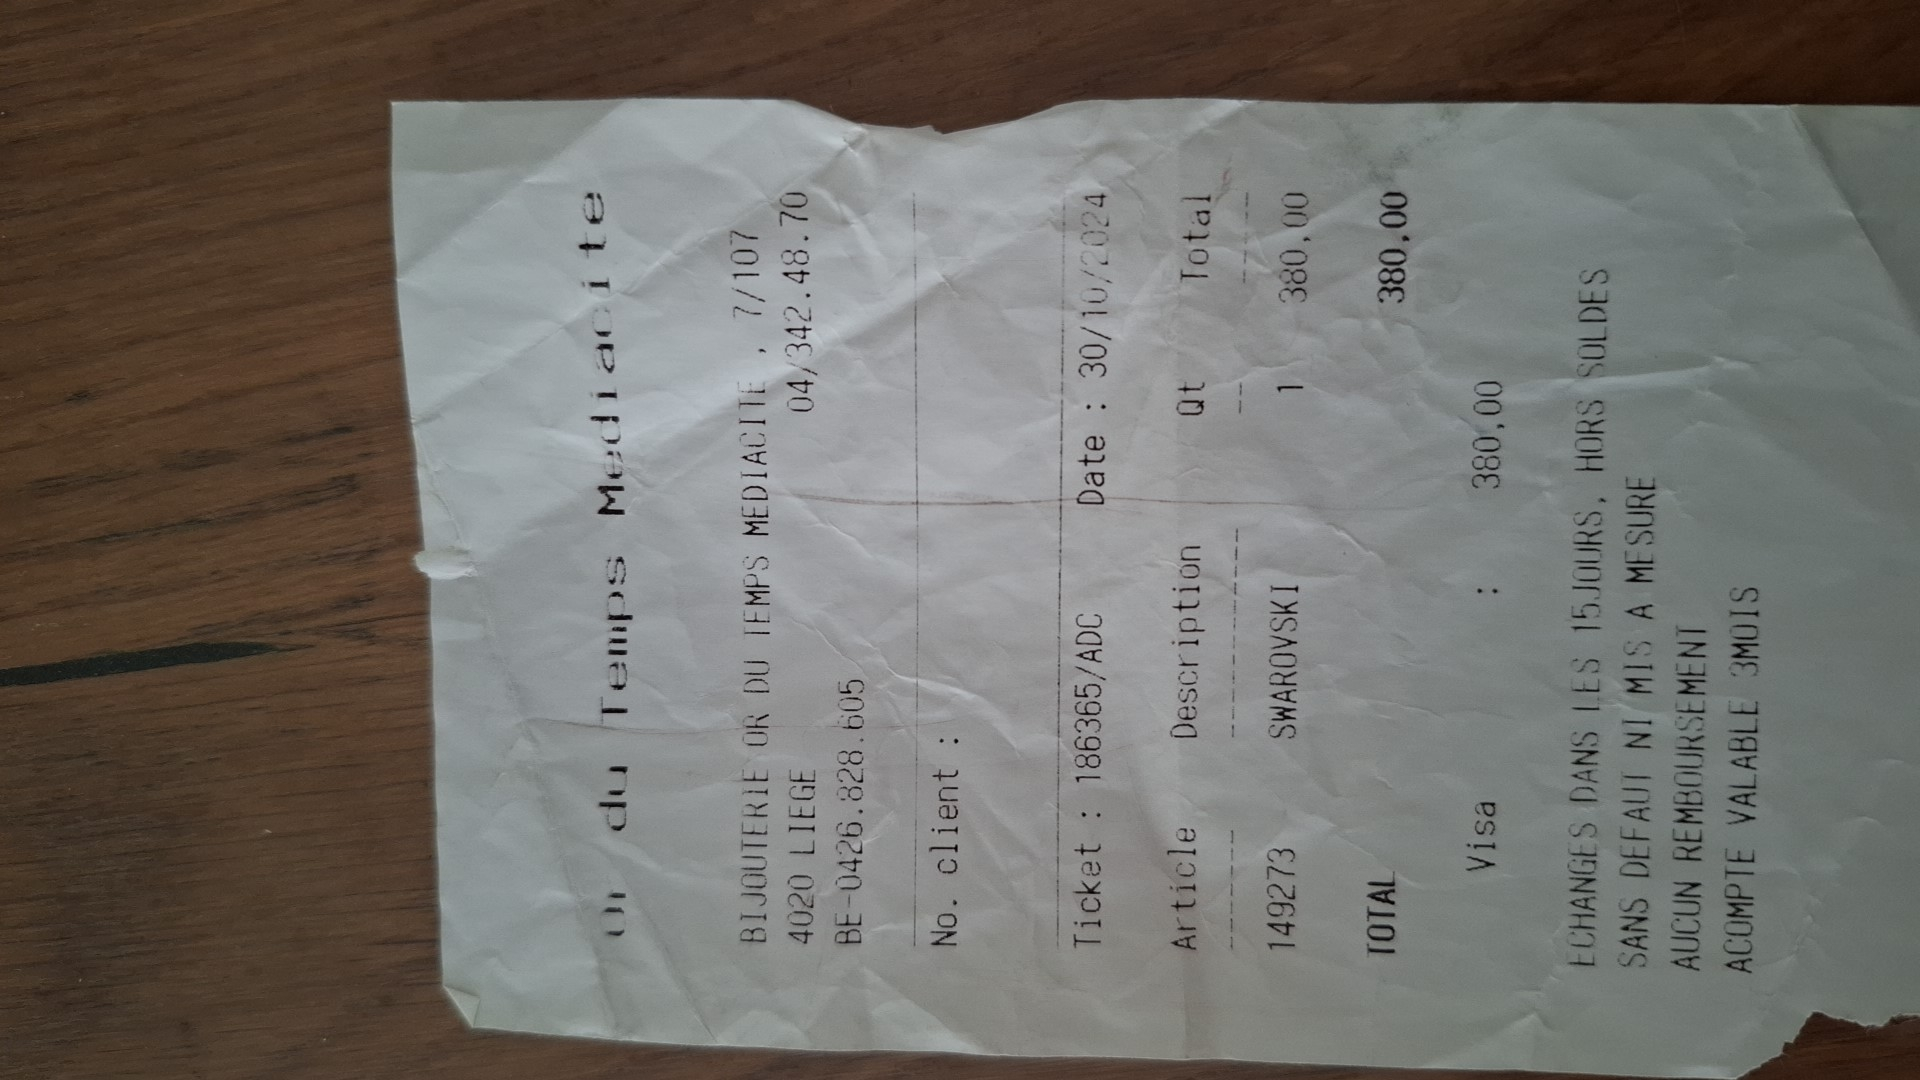 Or du Temps Mediacite
BIJOUTERIE OR DU TEMPS MEDIACITE , 7/107
4020 LIEGE 04/342.48.70
BE-0426.828.605
No. client :
Ticket : 186365/ADC Date : 30/10/2024
Article Description Qt Total
149273 SWAROVSKI 1 380,00
TOTAL 380,00
Visa : 380,00
ECHANGES DANS LES 15JOURS, HORS SOLDES
SANS DEFAUT NI MIS A MESURE
AUCUN REMBOURSEMENT
ACOMPTE VALABLE 3MOIS